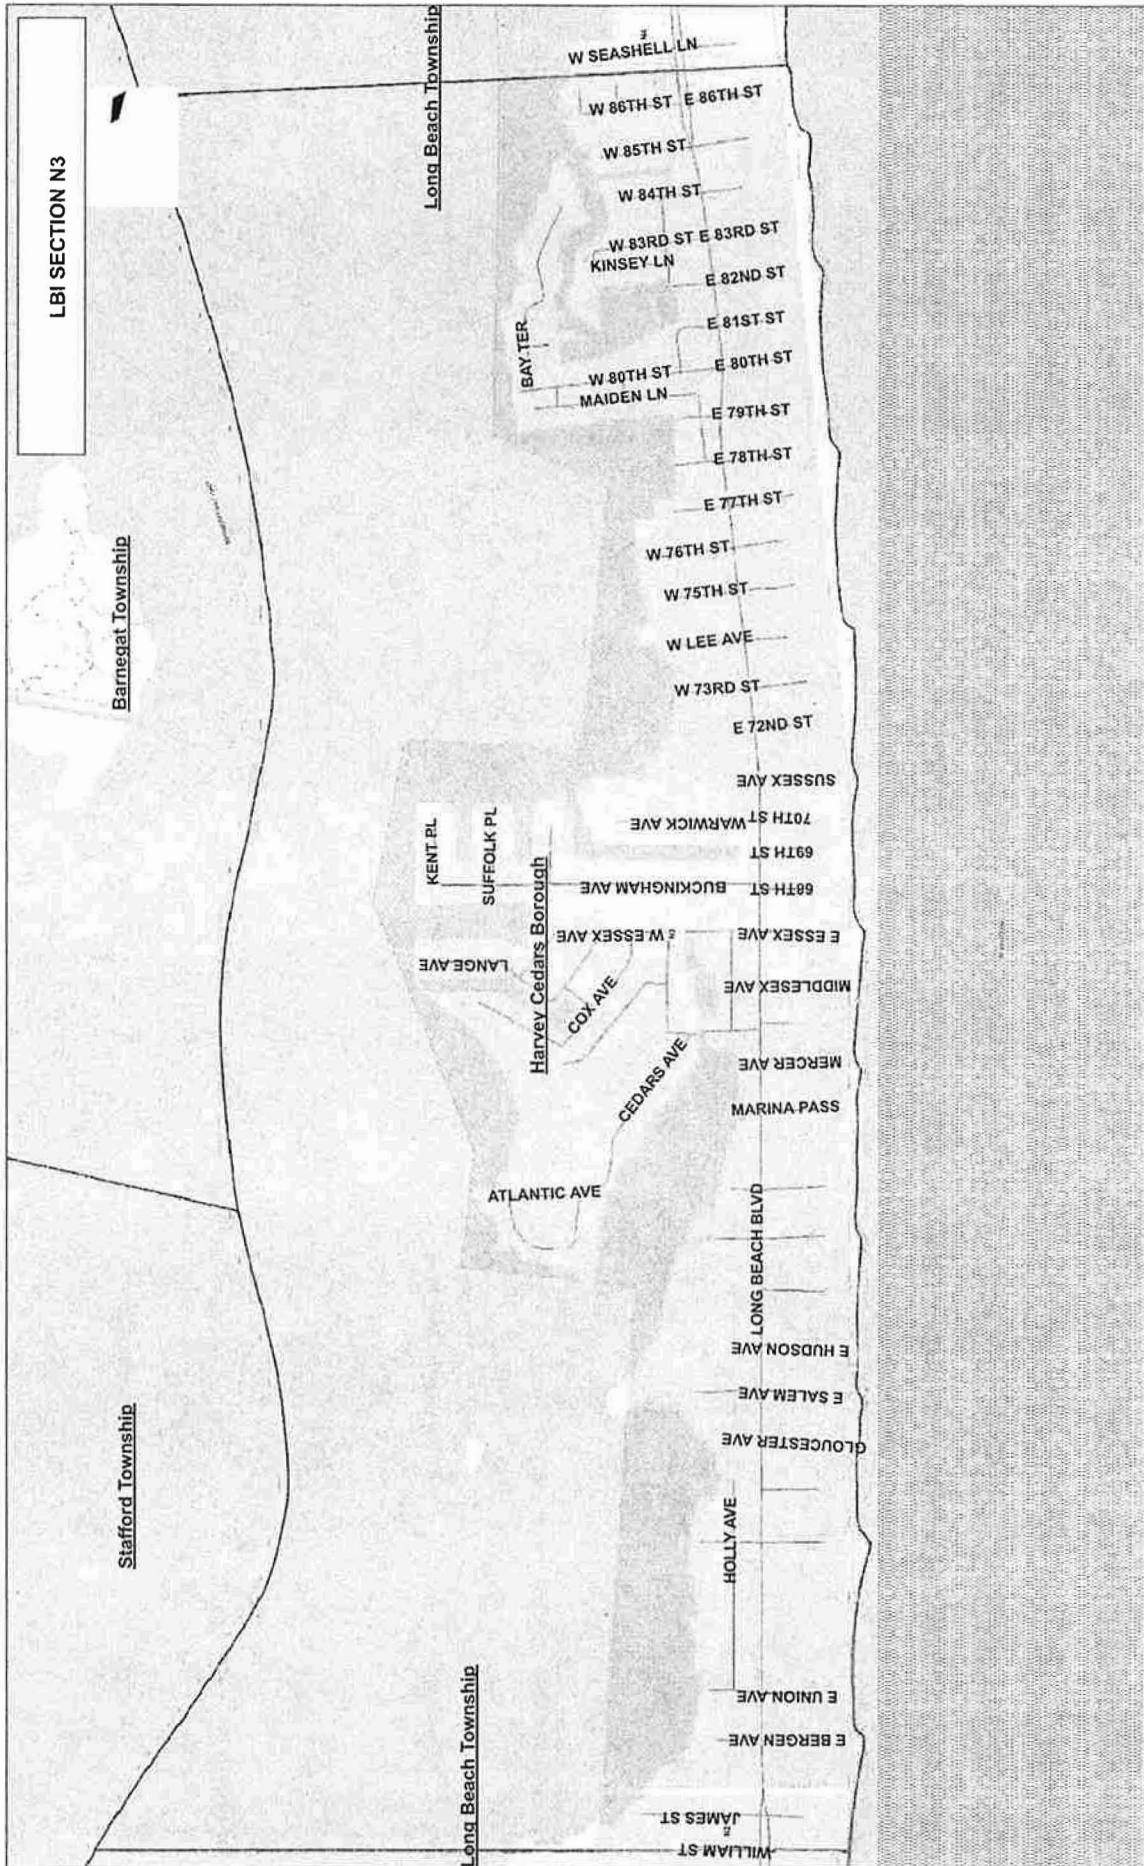 LBI SECTION N3
Long Beach Township
W SEASHELL LN
W 86TH ST
E 86TH ST
W 85TH ST
W 84TH ST
W 83RD ST
E 83RD ST
KINSEY LN
E 82ND ST
E 81ST ST
BAY TER
W 80TH ST
E 80TH ST
MAIDEN LN
E 79TH ST
E 78TH ST
E 77TH ST
Barnegat Township
W 76TH ST
W 75TH ST
W LEE AVE
W 73RD ST
E 72ND ST
SUSSEX AVE
WARWICK AVE
70TH ST
69TH ST
KENT PL
SUFFOLK PL
BUCKINGHAM AVE
68TH ST
Harvey Cedars Borough
W ESSEX AVE
E ESSEX AVE
LANGE AVE
COX AVE
MIDDLESEX AVE
CEDARS AVE
MERCER AVE
MARINA PASS
ATLANTIC AVE
LONG BEACH BLVD
E HUDSON AVE
E SALEM AVE
GLOUCESTER AVE
Stafford Township
HOLLY AVE
E UNION AVE
E BERGEN AVE
Long Beach Township
JAMES ST
WILLIAM ST